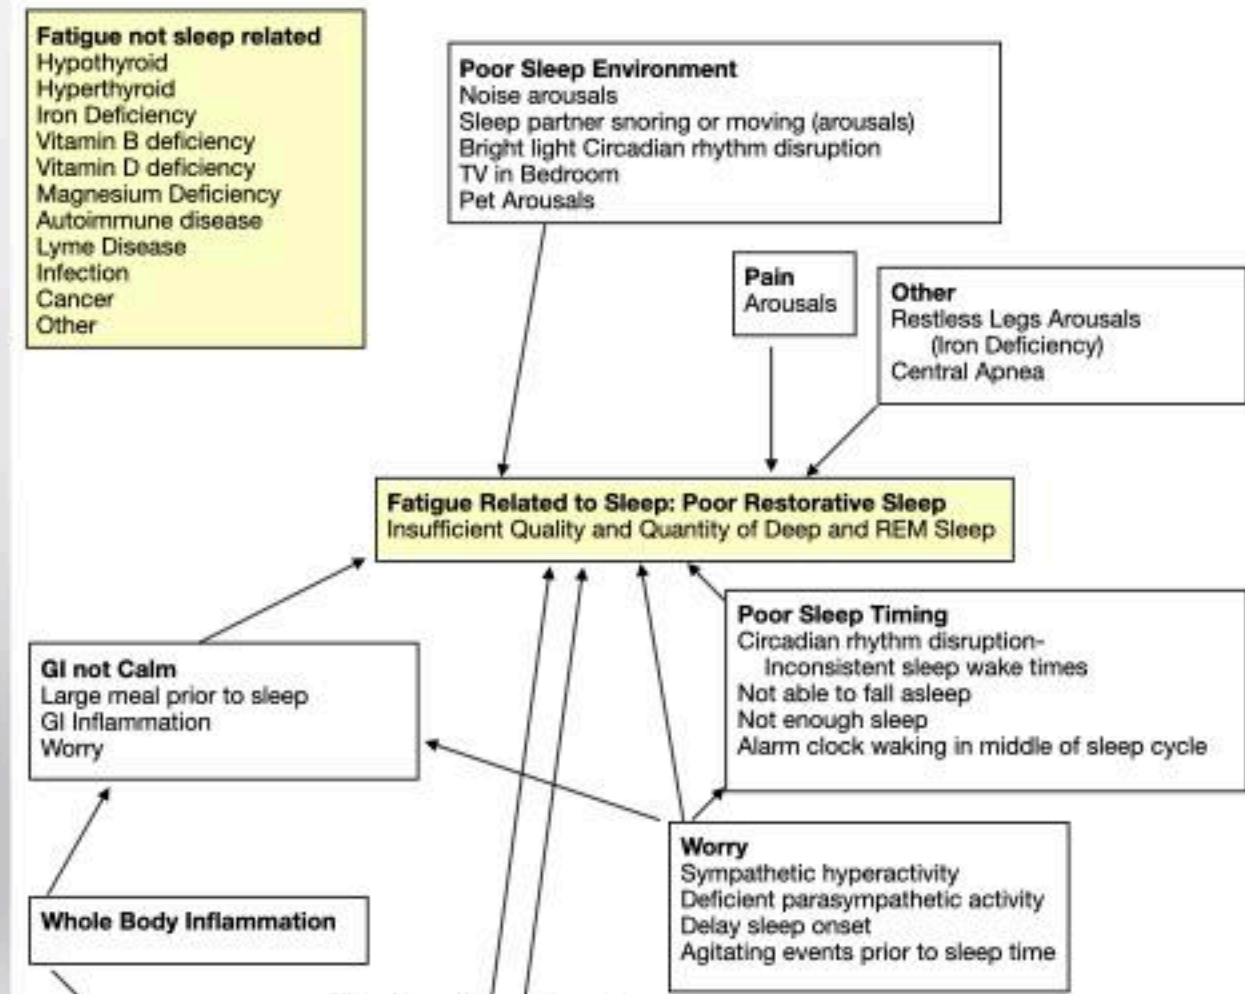 Fatigue not sleep related
Hypothyroid
Hyperthyroid
Iron Deficiency
Vitamin B deficiency
Vitamin D deficiency
Magnesium Deficiency
Autoimmune disease
Lyme Disease
Infection
Cancer
Other
Poor Sleep Environment
Noise arousals
Sleep partner snoring or moving (arousals)
Bright light Circadian rhythm disruption
TV in Bedroom
Pet Arousals
Pain
Arousals
Other
Restless Legs Arousals
(Iron Deficiency)
Central Apnea
Fatigue Related to Sleep: Poor Restorative Sleep
Insufficient Quality and Quantity of Deep and REM Sleep
GI not Calm
Large meal prior to sleep
GI Inflammation
Worry
Poor Sleep Timing
Circadian rhythm disruption-
Inconsistent sleep wake times
Not able to fall asleep
Not enough sleep
Alarm clock waking in middle of sleep cycle
Worry
Sympathetic hyperactivity
Deficient parasympathetic activity
Delay sleep onset
Agitating events prior to sleep time
Whole Body Inflammation